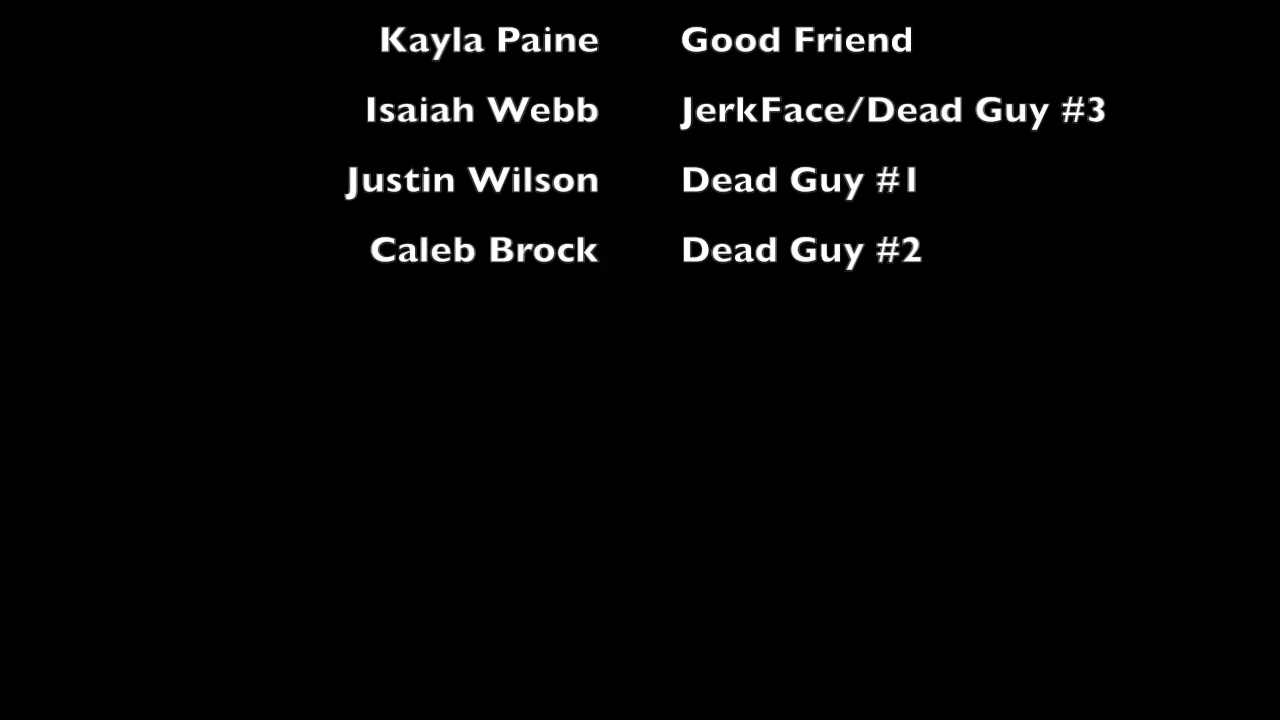 Kayla Paine Good Friend
Isaiah Webb JerkFace/Dead Guy #3
Justin Wilson Dead Guy #1
Caleb Brock Dead Guy #2